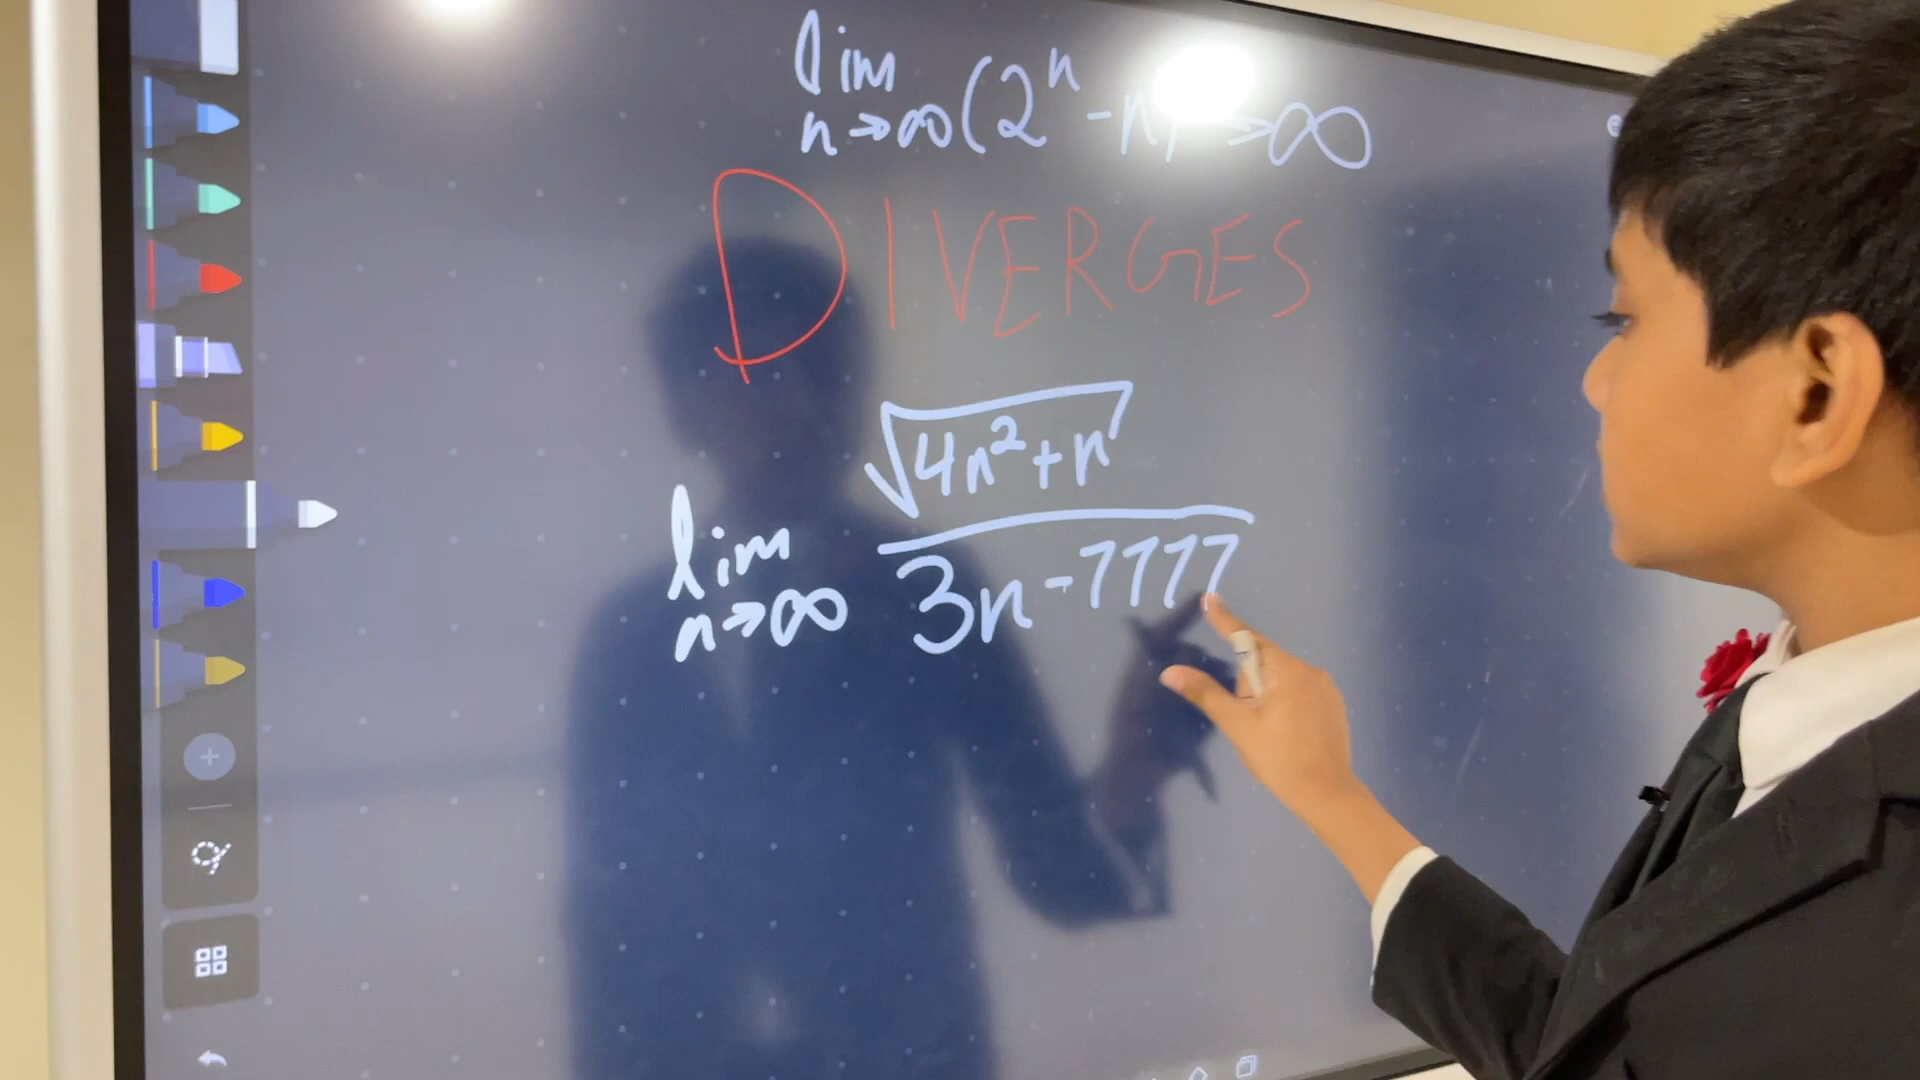 lim
n→∞ (2ⁿ - n) → ∞
DIVERGES
√4n²+n
lim
n→∞ 3n - 7777